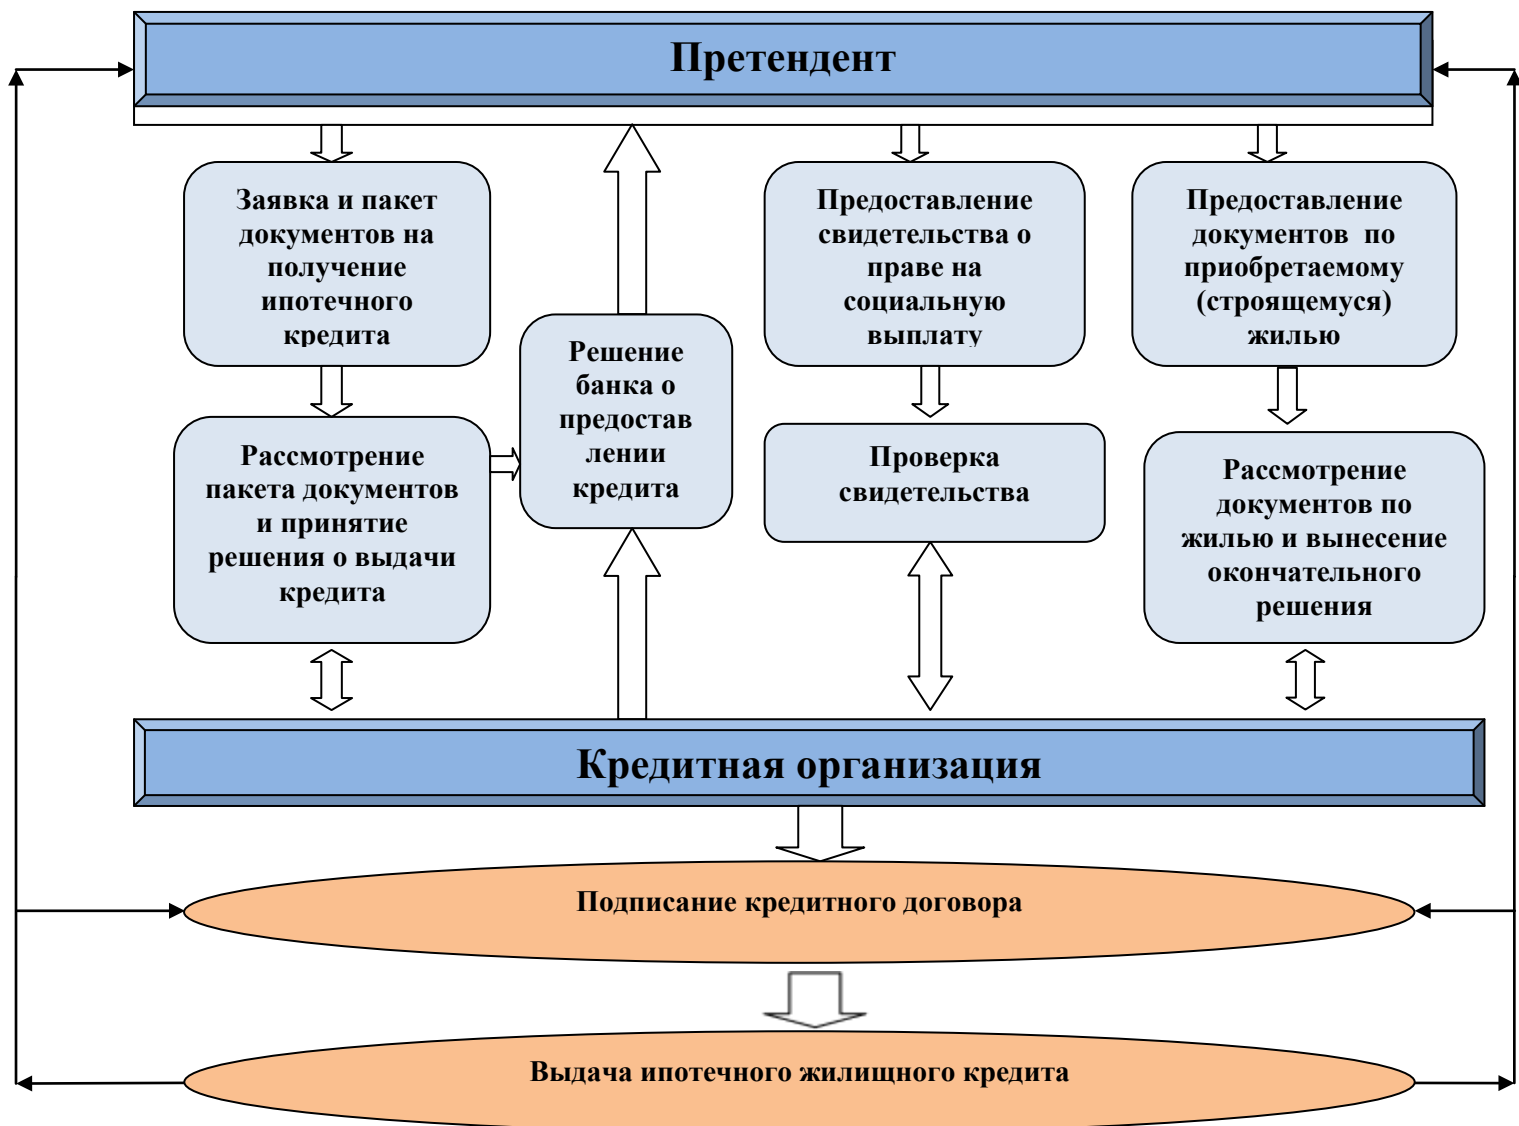 Претендент
Заявка и пакет
документов на
получение
ипотечного
кредита
Решение
банка о
предостав
лении
кредита
Предоставление
свидетельства о
праве на
социальную
выплату
Предоставление
документов по
приобретаемому
(строящемуся)
жилью
Рассмотрение
пакета документов
и принятие
решения о выдачи
кредита
Проверка
свидетельства
Рассмотрение
документов по
жилью и вынесение
окончательного
решения
Кредитная организация
Подписание кредитного договора
Выдача ипотечного жилищного кредита